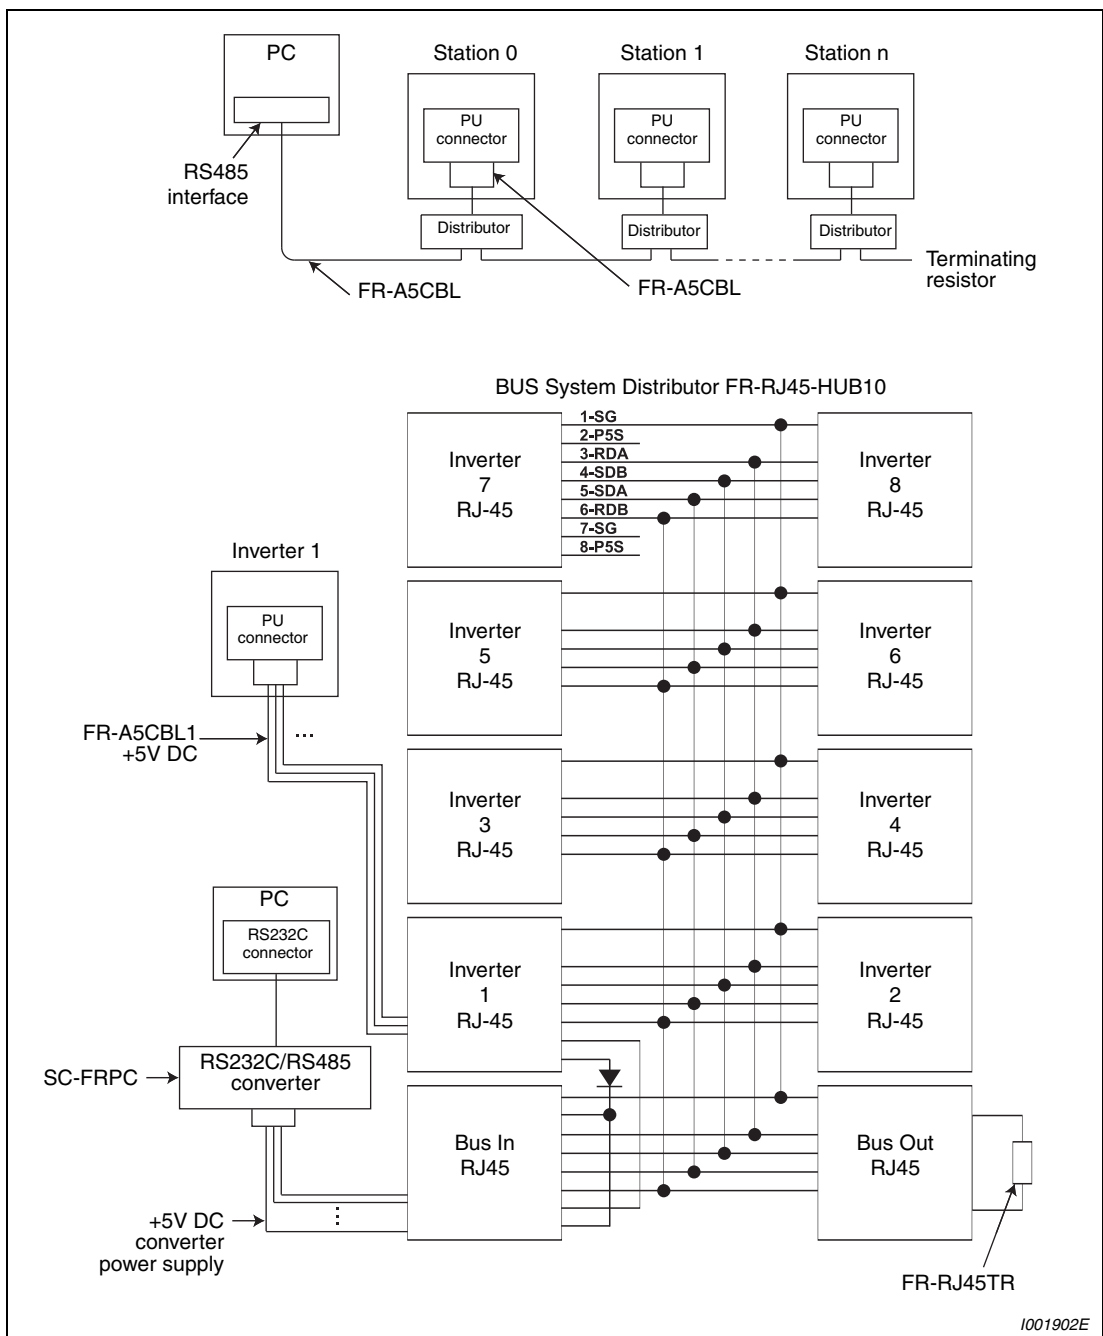 PC
Station 0
Station 1
Station n
PU
connector
PU
connector
PU
connector
RS485
interface
Distributor
Distributor
Distributor
Terminating
resistor
FR-A5CBL
FR-A5CBL
BUS System Distributor FR-RJ45-HUB10
Inverter
7
RJ-45
1-SG
2-P5S
3-RDA
4-SDB
5-SDA
6-RDB
7-SG
8-P5S
Inverter
8
RJ-45
Inverter 1
PU
connector
Inverter
5
RJ-45
Inverter
6
RJ-45
FR-A5CBL1
+5V DC
...
Inverter
3
RJ-45
Inverter
4
RJ-45
PC
RS232C
connector
Inverter
1
RJ-45
Inverter
2
RJ-45
SC-FRPC
RS232C/RS485
converter
Bus In
RJ45
Bus Out
RJ45
...
+5V DC
converter
power supply
FR-RJ45TR
I001902E